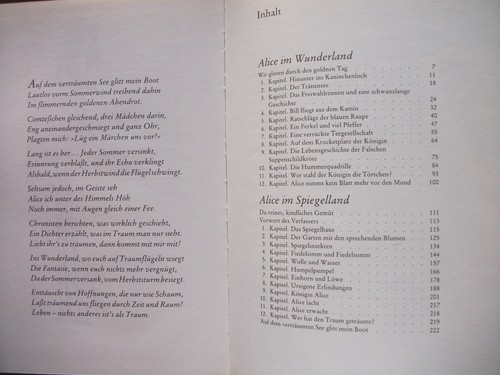 Auf dem verträumten See glitt mein Boot
Lautlos vorm Sommerwind treibend dahin
Im flimmernden goldenen Abendrot.
Comteßchen gleichend, drei Mädchen darin,
Eng aneinandergeschmiegt und ganz Ohr,
Plagten mich: »Lüg ein Märchen uns vor!«
Lang ist es her ... Jeder Sommer versinkt,
Erinnrung verblaßt, und ihr Echo verklingt
Alsbald, wenn der Herbstwind die Flügel schwingt.
Seltsam jedoch, im Geiste seh
Alice ich unter des Himmels Höh
Noch immer, mit Augen gleich einer Fee.
Chronisten berichten, was wirklich geschieht,
Ein Dichter erzählt, was im Traum man nur sieht.
Liebt ihr's zu träumen, dann kommt mit mir mit!
Ins Wunderland, wo euch auf Traumflügeln wiegt
Die Fantasie, wenn euch nichts mehr vergnügt,
Da der Sommer versank, vom Herbststurm besiegt.
Enttäuscht von Hoffnungen, die nur wie Schaum,
Laßt träumend uns fliegen durch Zeit und Raum!
Leben – nichts anderes ist's als Traum.
Inhalt
Alice im Wunderland
Wir glitten durch den goldnen Tag 7
1. Kapitel. Hinunter ins Kaninchenloch 11
2. Kapitel. Der Tränensee 18
3. Kapitel. Das Freiwahlrennen und eine schwanzlange
Geschichte 24
4. Kapitel. Bill fliegt aus dem Kamin 32
5. Kapitel. Ratschläge der blauen Raupe 40
6. Kapitel. Ein Ferkel und viel Pfeffer 47
7. Kapitel. Eine verrückte Teegesellschaft 55
8. Kapitel. Auf dem Krocketplatz der Königin 64
9. Kapitel. Die Lebensgeschichte der Falschen
Suppenschildkröte 75
10. Kapitel. Die Hummerquadrille 84
11. Kapitel. Wer stahl der Königin die Törtchen? 93
12. Kapitel. Alice nimmt kein Blatt mehr vor den Mund 100
Alice im Spiegelland
Du reines, kindliches Gemüt 111
Vorwort des Verfassers 113
1. Kapitel. Das Spiegelhaus 115
2. Kapitel. Der Garten mit den sprechenden Blumen 125
3. Kapitel. Spiegelinsekten 134
4. Kapitel. Fiedelshimm und Fiedelsumm 144
5. Kapitel. Wolle und Wasser 157
6. Kapitel. Humpelpumpel 166
7. Kapitel. Einhorn und Löwe 178
8. Kapitel. Ureigene Erfindungen 188
9. Kapitel. Königin Alice 201
10. Kapitel. Alice lacht 217
11. Kapitel. Alice erwacht 218
12. Kapitel. Wer hat den Traum geträumt? 219
Auf dem verträumten See glitt mein Boot 222